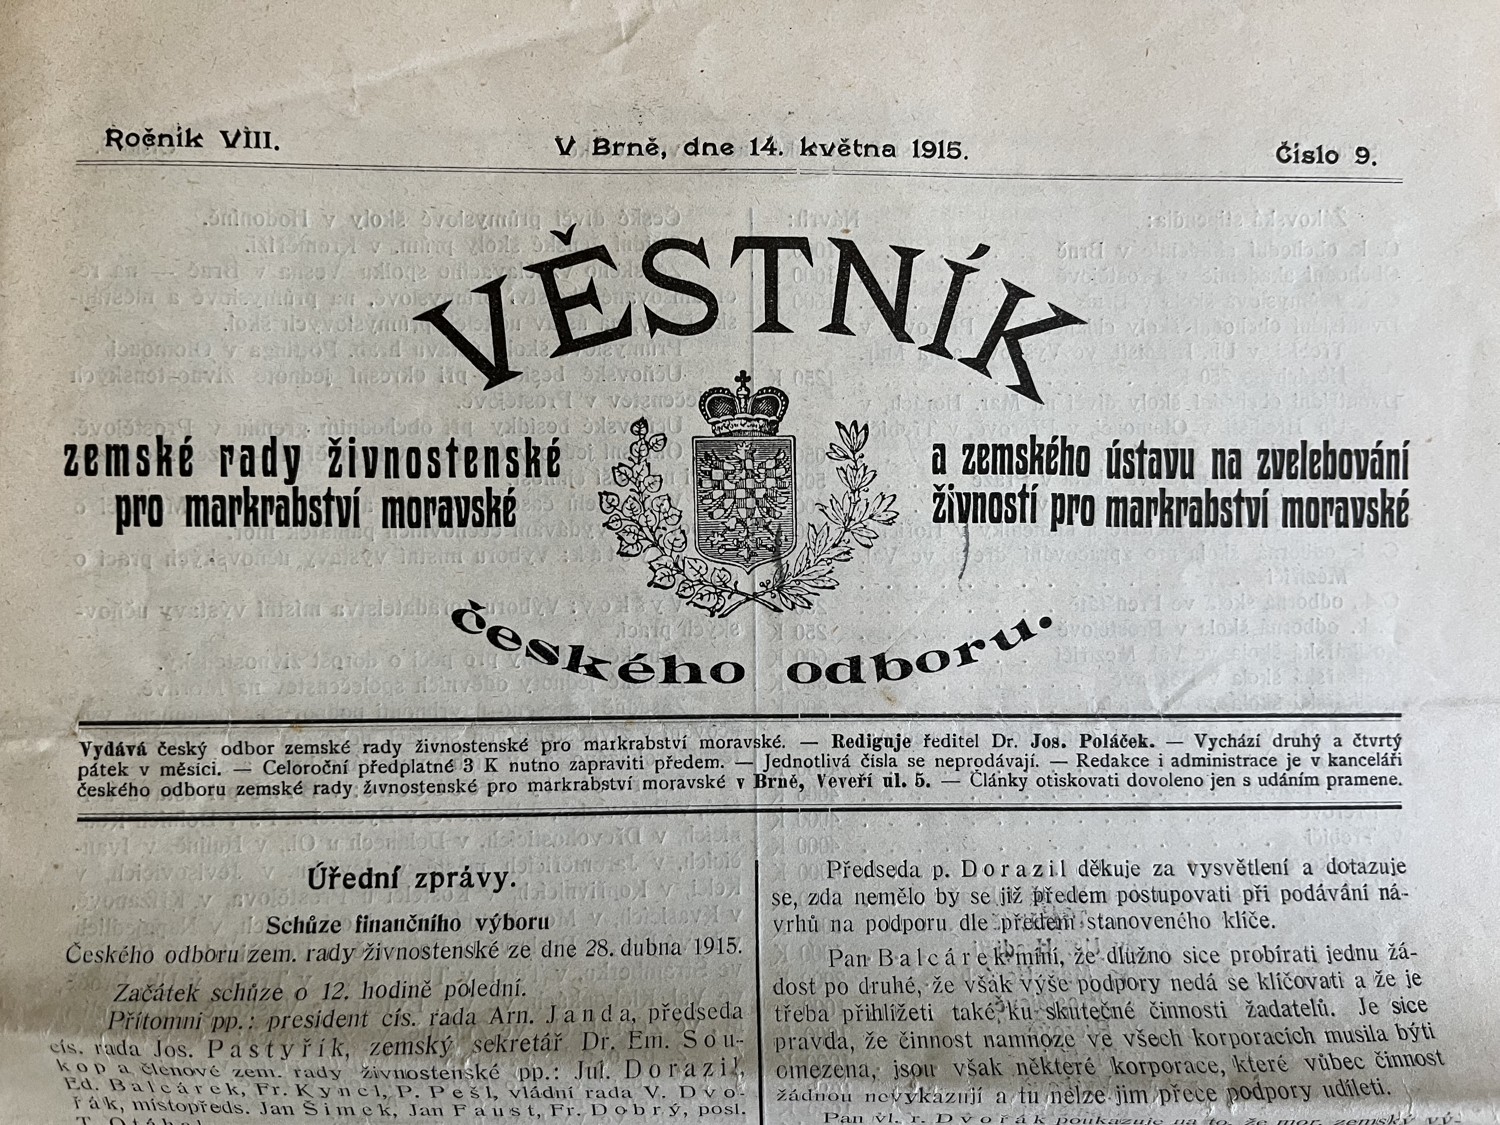 Ročník VIII.
V Brně, dne 14. května 1915.
Číslo 9.
VĚSTNÍK
zemské rady živnostenské
pro markrabství moravské
a zemského ústavu na zvelebování
živností pro markrabství moravské
českého odboru.
Vydává český odbor zemské rady živnostenské pro markrabství moravské. — Rediguje ředitel Dr. Jos. Poláček. — Vychází druhý a čtvrtý
pátek v měsíci. — Celoroční předplatné 3 K nutno zapraviti předem. — Jednotlivá čísla se neprodávají. — Redakce i administrace je v kanceláři
českého odboru zemské rady živnostenské pro markrabství moravské v Brně, Veveří ul. 5. — Články otiskovati dovoleno jen s udáním pramene.
Úřední zprávy.
Schůze finančního výboru
Českého odboru zem. rady živnostenské ze dne 28. dubna 1915.
Začátek schůze o 12. hodině polední.
Přítomni pp.: president cís. rada Arn. Janda, předseda
cís. rada Jos. Pastyřík, zemský sekretář Dr. Em. Sou-
kop a členové zem. rady živnostenské pp.: Jul. Dorazil,
Ed. Balcárek, Fr. Kyncl, P. Pešl, vládní rada V. Dvo-
řák, místopředs. Jan Šimek, Jan Faust, Fr. Dobrý, posl.
Předseda p. Dorazil děkuje za vysvětlení a dotazuje
se, zda nemělo by se již předem postupovati při podávání ná-
vrhů na podporu dle předem stanoveného klíče.
Pan Balcárek míní, že dlužno sice probírati jednu žá-
dost po druhé, že však výše podpory nedá se klíčovati a že je
třeba přihlížeti také ku skutečné činnosti žadatelů. Je sice
pravda, že činnost namnoze ve všech korporacích musila býti
omezena, jsou však některé korporace, které vůbec činnost
žádnou nevykazují a tu nelze jim přece podpory udíleti.
Pan vl. r. Dvořák poukazuje na to, že mor. zemský vý-